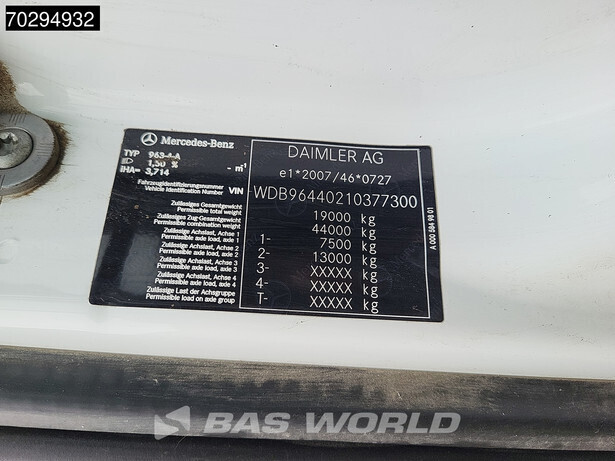 70294932
Mercedes-Benz
TYP 963-4-A
1,50 % - m⁻¹
iHA= 3,714
DAIMLER AG
e1*2007/46*0727
Fahrzeugidentifizierungsnummer
Vehicle Identification Number VIN WDB96440210377300
Zulässiges Gesamtgewicht
Permissible total weight 19000 kg
Zulässiges Zug-Gesamtgewicht
Permissible combination weight 44000 kg
Zulässige Achslast, Achse 1
Permissible axle load, axle 1 1- 7500 kg
Zulässige Achslast, Achse 2
Permissible axle load, axle 2 2- 13000 kg
Zulässige Achslast, Achse 3
Permissible axle load, axle 3 3- XXXXX kg
Zulässige Achslast, Achse 4
Permissible axle load, axle 4 4- XXXXX kg
Zulässige Last der Achsgruppe
Permissible load on axle group T- XXXXX kg
A 000 584 98 01
BAS WORLD